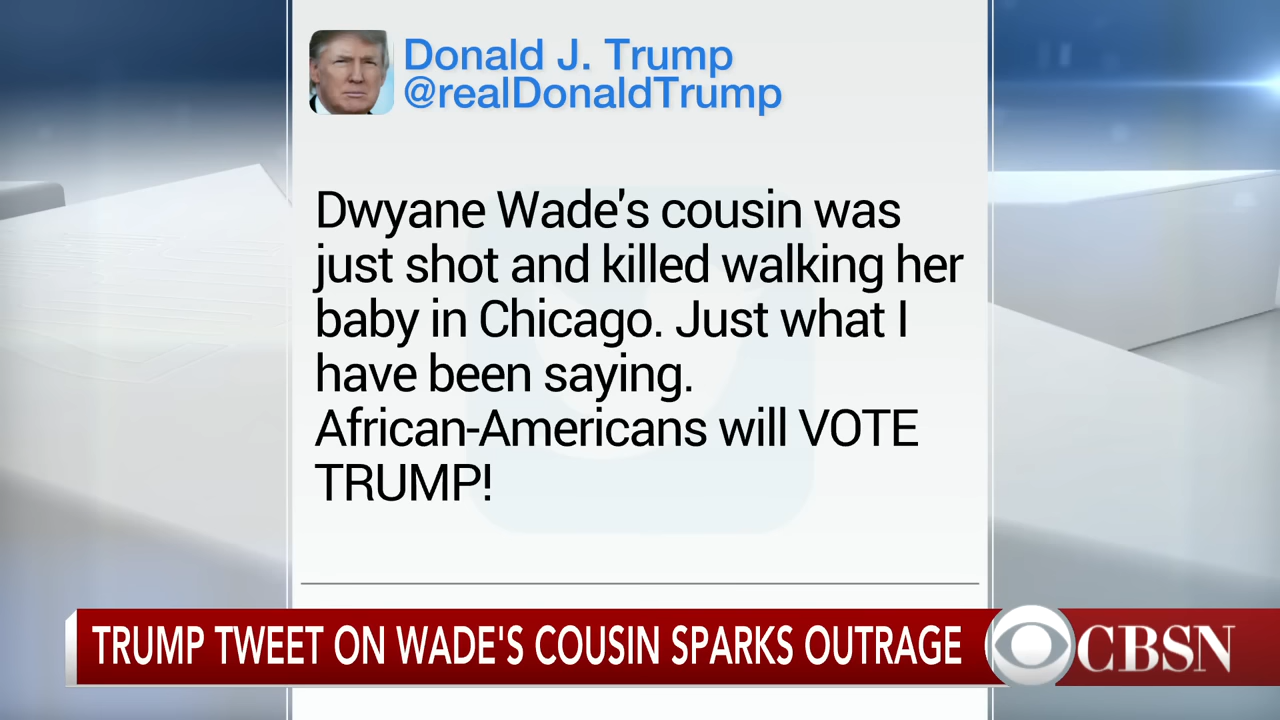 Donald J. Trump
@realDonaldTrump
Dwyane Wade's cousin was
just shot and killed walking her
baby in Chicago. Just what I
have been saying.
African-Americans will VOTE
TRUMP!
TRUMP TWEET ON WADE'S COUSIN SPARKS OUTRAGE
CBSN